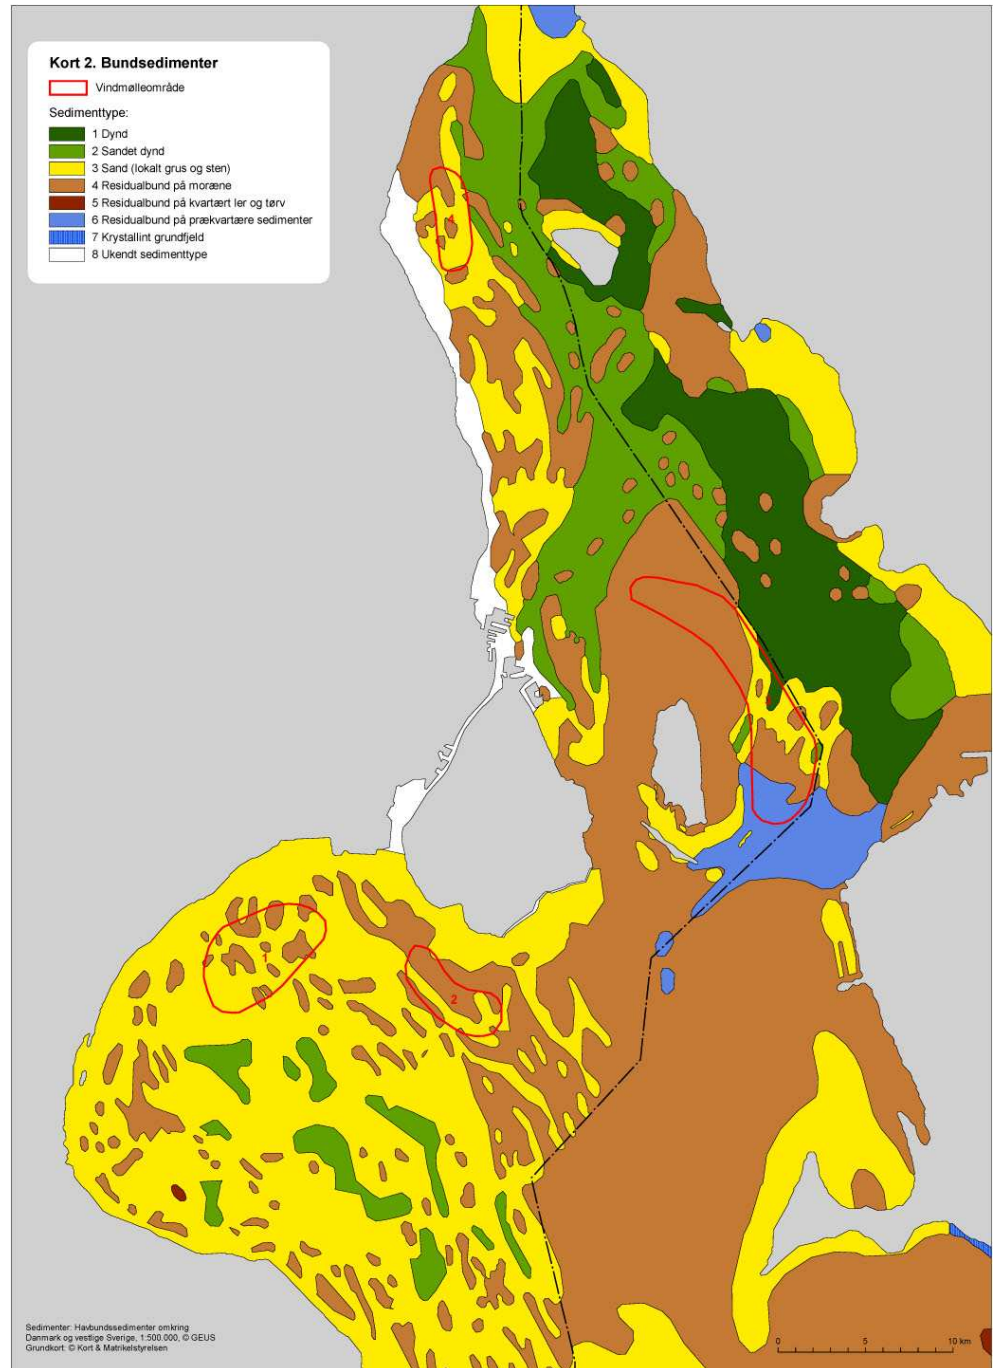 Kort 2. Bundsedimenter
Vindmølleområde
Sedimenttype:
1 Dynd
2 Sandet dynd
3 Sand (lokalt grus og sten)
4 Residualbund på moræne
5 Residualbund på kvartært ler og tørv
6 Residualbund på prækvartære sedimenter
7 Krystallint grundfjeld
8 Ukendt sedimenttype
4
3
1
2
Sedimenter: Havbundssedimenter omkring
Danmark og vestlige Sverige, 1:500.000, © GEUS
Grundkort: © Kort & Matrikelstyrelsen
0 5 10 km